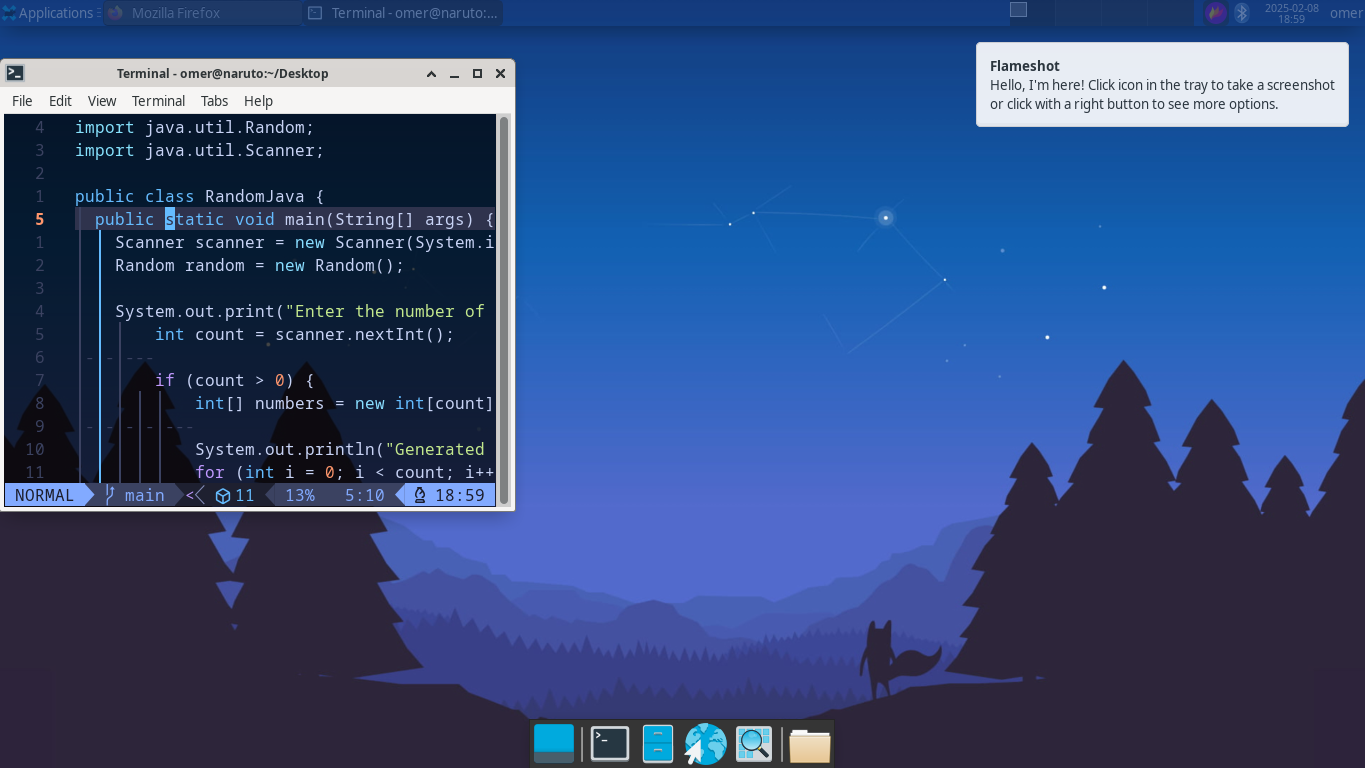 Applications
Mozilla Firefox
Terminal - omer@naruto:...
2025-02-08
18:59
omer
Flameshot
Hello, I'm here! Click icon in the tray to take a screenshot
or click with a right button to see more options.
Terminal - omer@naruto:~/Desktop
File Edit View Terminal Tabs Help
4 import java.util.Random;
3 import java.util.Scanner;
2
1 public class RandomJava {
5 public static void main(String[] args) {
1 Scanner scanner = new Scanner(System.i
2 Random random = new Random();
3
4 System.out.print("Enter the number of
5 int count = scanner.nextInt();
6 - - ---
7 if (count > 0) {
8 int[] numbers = new int[count]
9 - - - - - ---
10 System.out.println("Generated
11 for (int i = 0; i < count; i++
NORMAL main < 11 13% 5:10 18:59